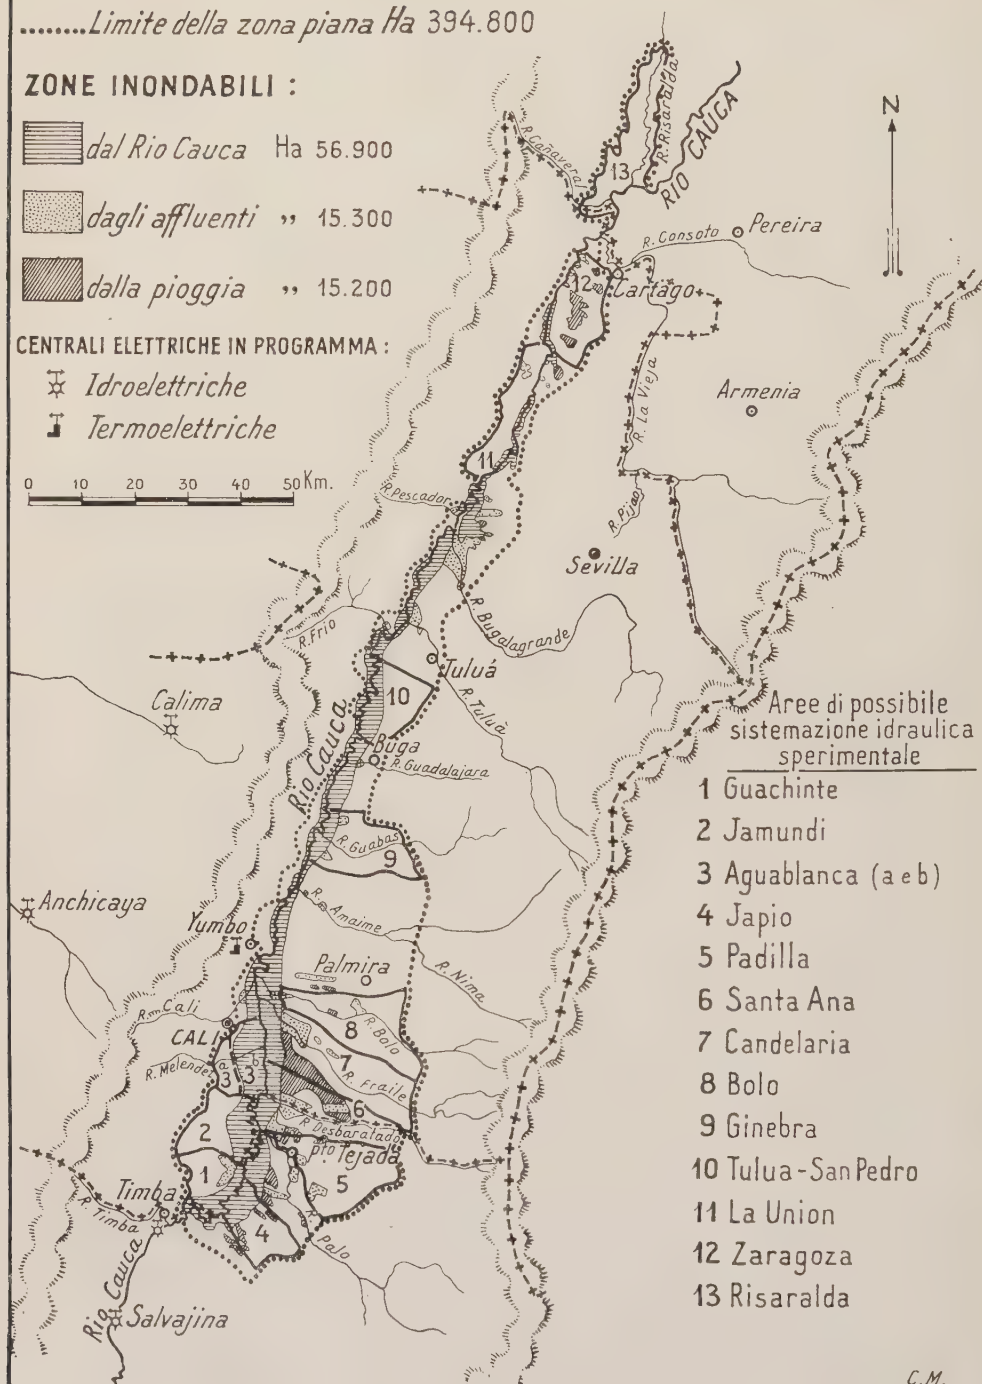 ........Limite della zona piana Ha 394.800
ZONE INONDABILI :
dal Rio Cauca Ha 56.900
dagli affluenti ,, 15.300
dalla pioggia ,, 15.200
CENTRALI ELETTRICHE IN PROGRAMMA :
Idroelettriche
Termoelettriche
0 10 20 30 40 50 Km.
N
R. Risaralda
RIO CAUCA
R. Cañaveral
13
Pereira
R. Consoto
12
Cartago
R. La Vieja
Armenia
11
R. Pescador
R. Pijao
Sevilla
R. Bugalagrande
R. Frio
Tuluá
R. Tuluà
10
Calima
Rio Cauca
Buga
R. Guadalajara
R. Guabas
9
Anchicaya
R. Amaime
Yumbo
Palmira
R. Nima
R. Cali
CALI
8
R. Bolo
7
R. Fraile
R. Melendez
a
3
b
3
6
R. Desbaratado
2
Pto. Tejada
1
5
Timba
R. Timba
4
R. Palo
Rio Cauca
Salvajina
Aree di possibile
sistemazione idraulica
sperimentale
1 Guachinte
2 Jamundi
3 Aguablanca (a e b)
4 Japio
5 Padilla
6 Santa Ana
7 Candelaria
8 Bolo
9 Ginebra
10 Tulua-San Pedro
11 La Union
12 Zaragoza
13 Risaralda
C.M.